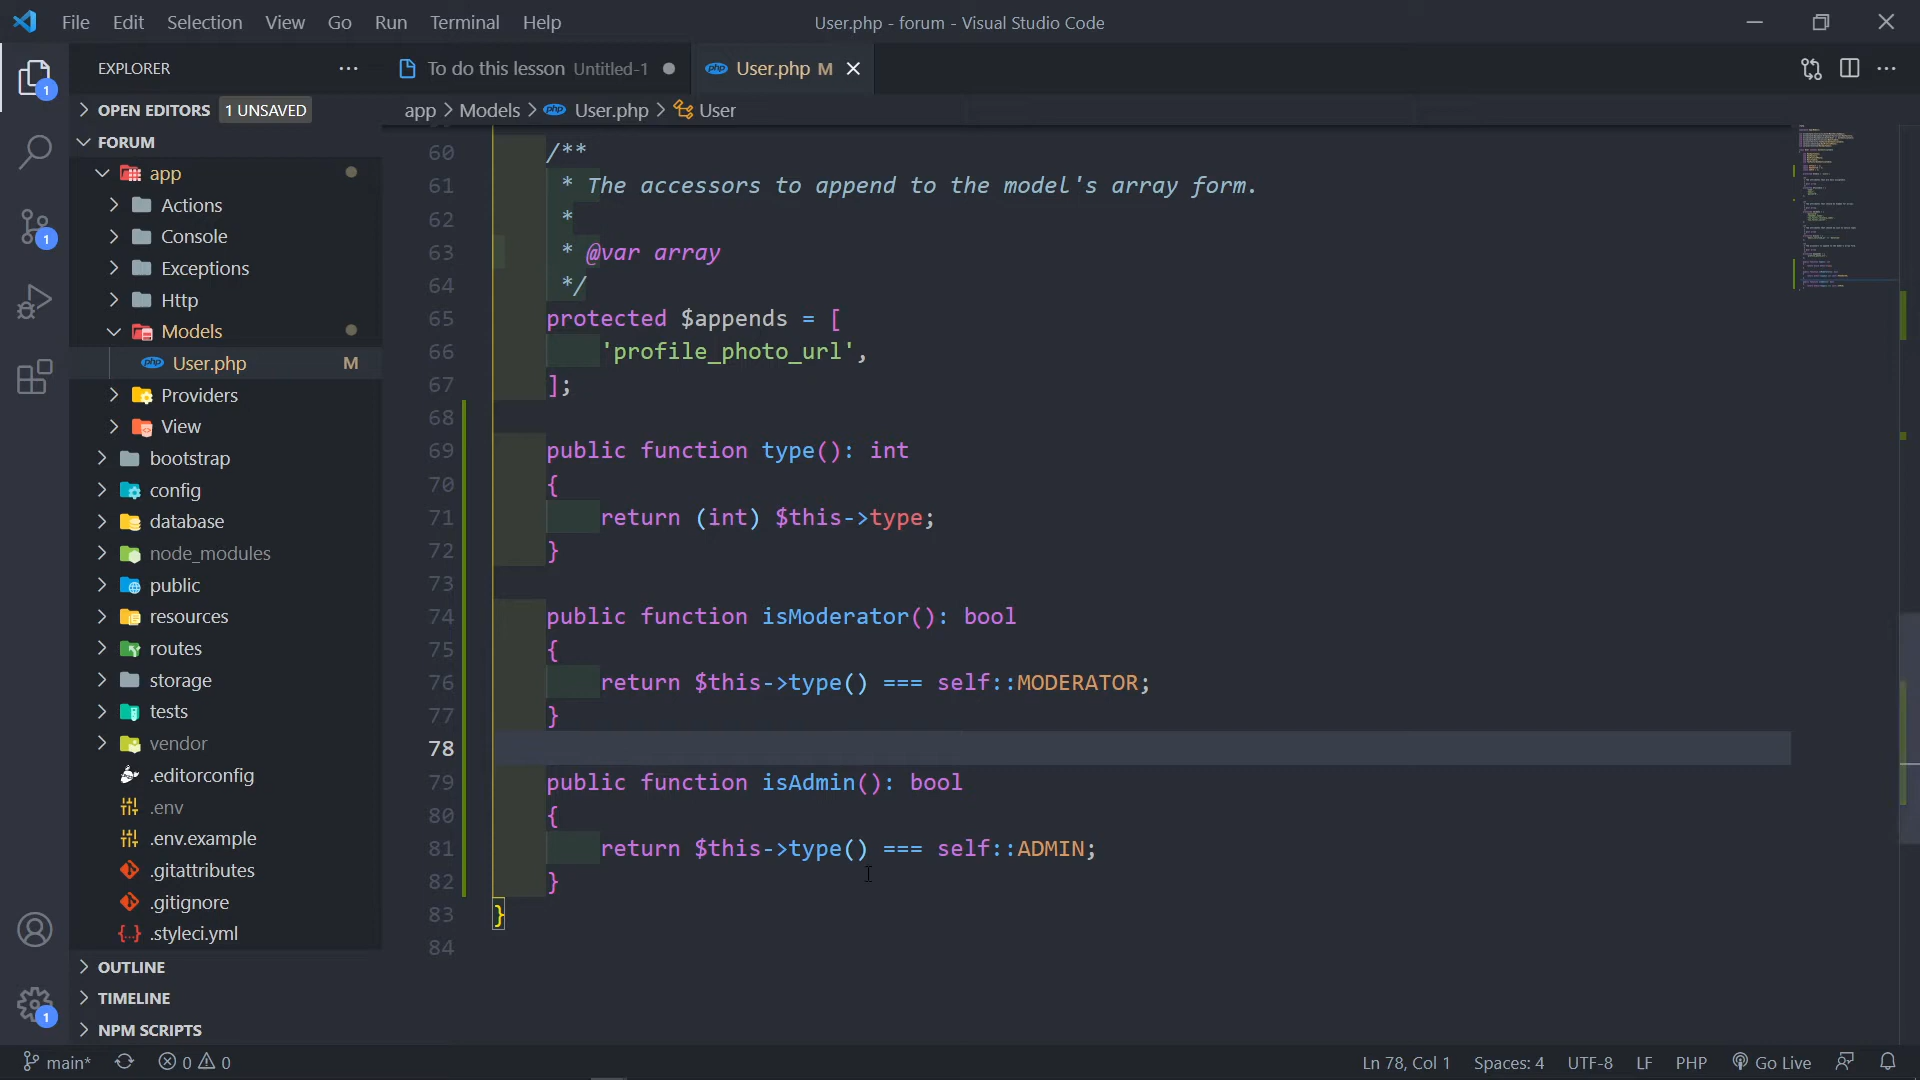 File Edit Selection View Go Run Terminal Help
User.php - forum - Visual Studio Code
EXPLORER
To do this lesson Untitled-1
User.php M
OPEN EDITORS 1 UNSAVED
app > Models > User.php > User
FORUM
app
Actions
Console
Exceptions
Http
Models
User.php M
Providers
View
bootstrap
config
database
node_modules
public
resources
routes
storage
tests
vendor
.editorconfig
.env
.env.example
.gitattributes
.gitignore
.styleci.yml
OUTLINE
TIMELINE
NPM SCRIPTS
1
1
1
60 /**
61 * The accessors to append to the model's array form.
62 *
63 * @var array
64 */
65 protected $appends = [
66 'profile_photo_url',
67 ];
68
69 public function type(): int
70 {
71 return (int) $this->type;
72 }
73
74 public function isModerator(): bool
75 {
76 return $this->type() === self::MODERATOR;
77 }
78
79 public function isAdmin(): bool
80 {
81 return $this->type() === self::ADMIN;
82 }
83 }
84
main* 0 0
Ln 78, Col 1 Spaces: 4 UTF-8 LF PHP Go Live